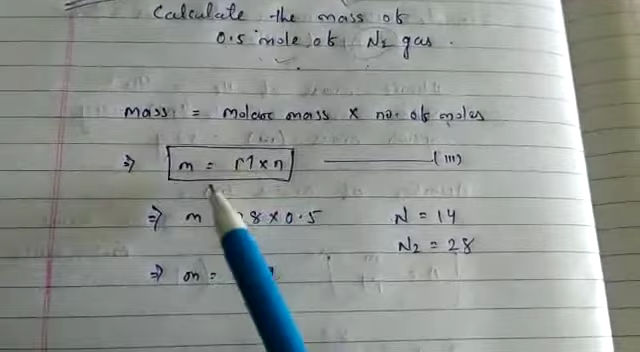 Calculate the mass of
0.5 mole of N₂ gas.
mass = molar mass × no. of moles
⇒ m = M × n ———(III)
⇒ m 8 × 0.5 N = 14
N₂ = 28
⇒ m =